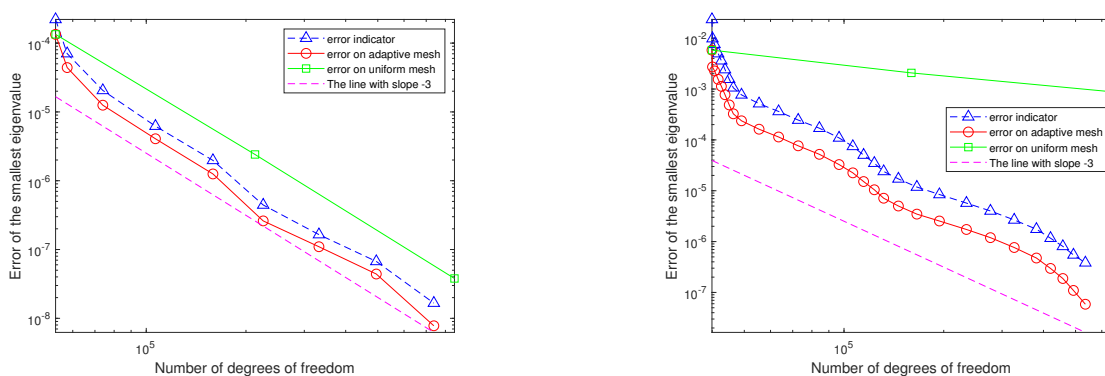 Error of the smallest eigenvalue
10^-4
10^-5
10^-6
10^-7
10^-8
error indicator
error on adaptive mesh
error on uniform mesh
The line with slope -3
10^5
Number of degrees of freedom
Error of the smallest eigenvalue
10^-2
10^-3
10^-4
10^-5
10^-6
10^-7
error indicator
error on adaptive mesh
error on uniform mesh
The line with slope -3
10^5
Number of degrees of freedom